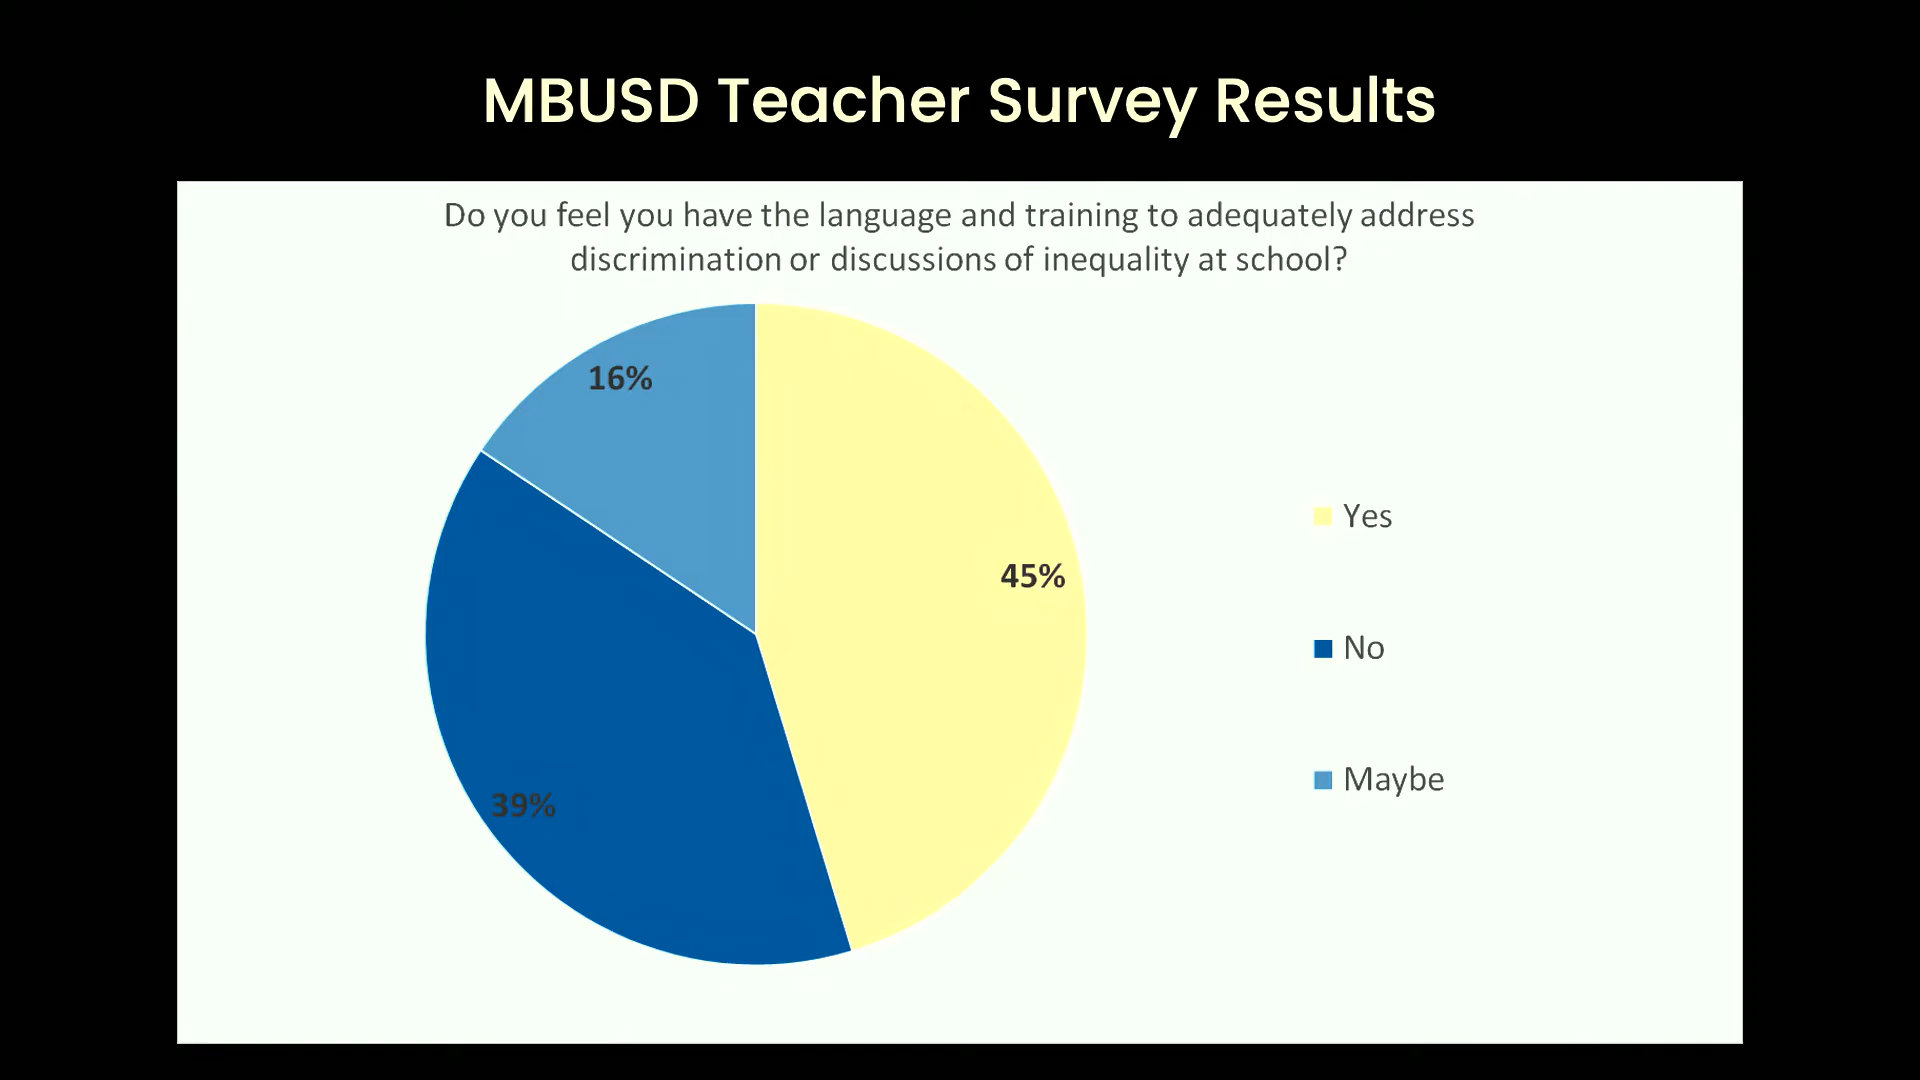 MBUSD Teacher Survey Results
Do you feel you have the language and training to adequately address
discrimination or discussions of inequality at school?
16%
45%
39%
Yes
No
Maybe